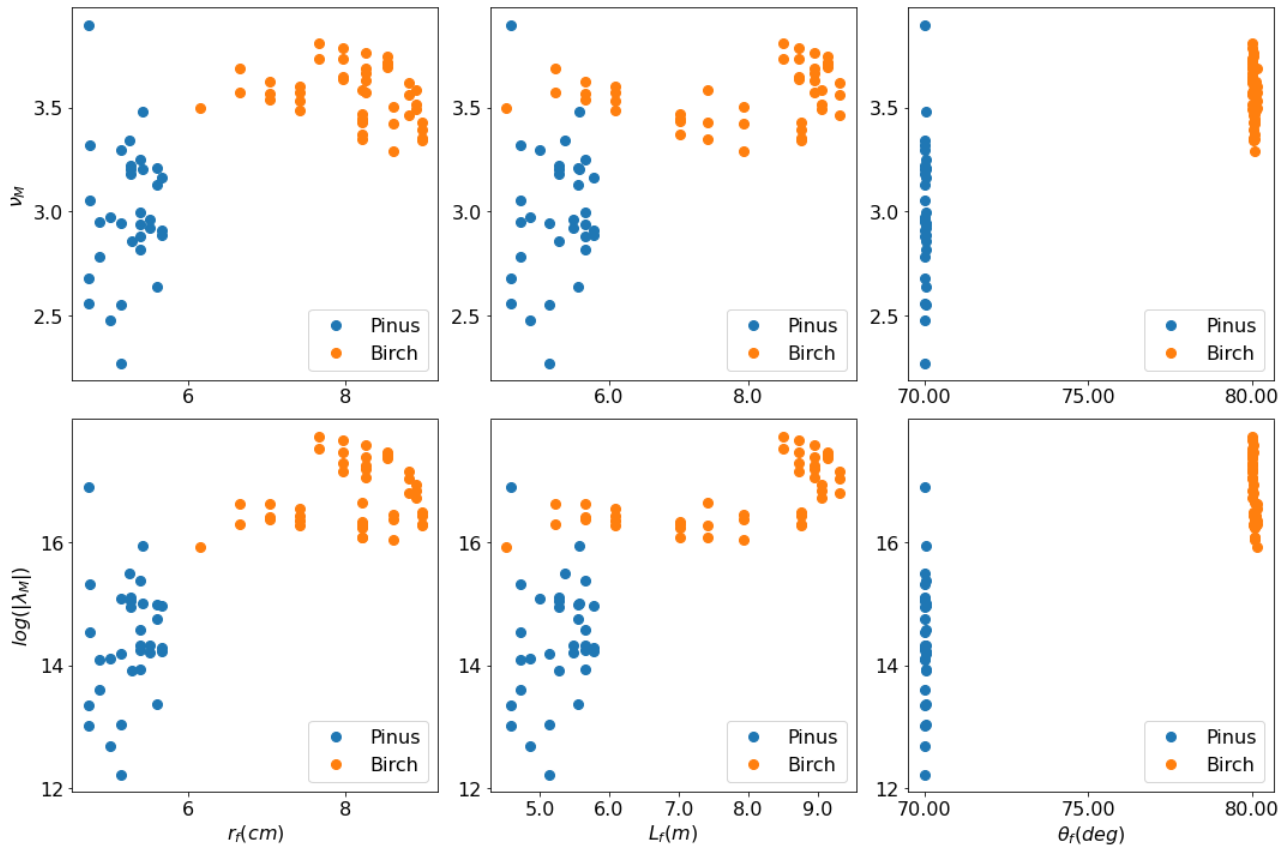 3.5
3.0
2.5
ν_M
Pinus
Birch
6
8
3.5
3.0
2.5
Pinus
Birch
6.0
8.0
3.5
3.0
2.5
Pinus
Birch
70.00
75.00
80.00
16
14
12
log(|λ_M|)
Pinus
Birch
6
8
r_f(cm)
16
14
12
Pinus
Birch
5.0
6.0
7.0
8.0
9.0
L_f(m)
16
14
12
Pinus
Birch
70.00
75.00
80.00
θ_f(deg)